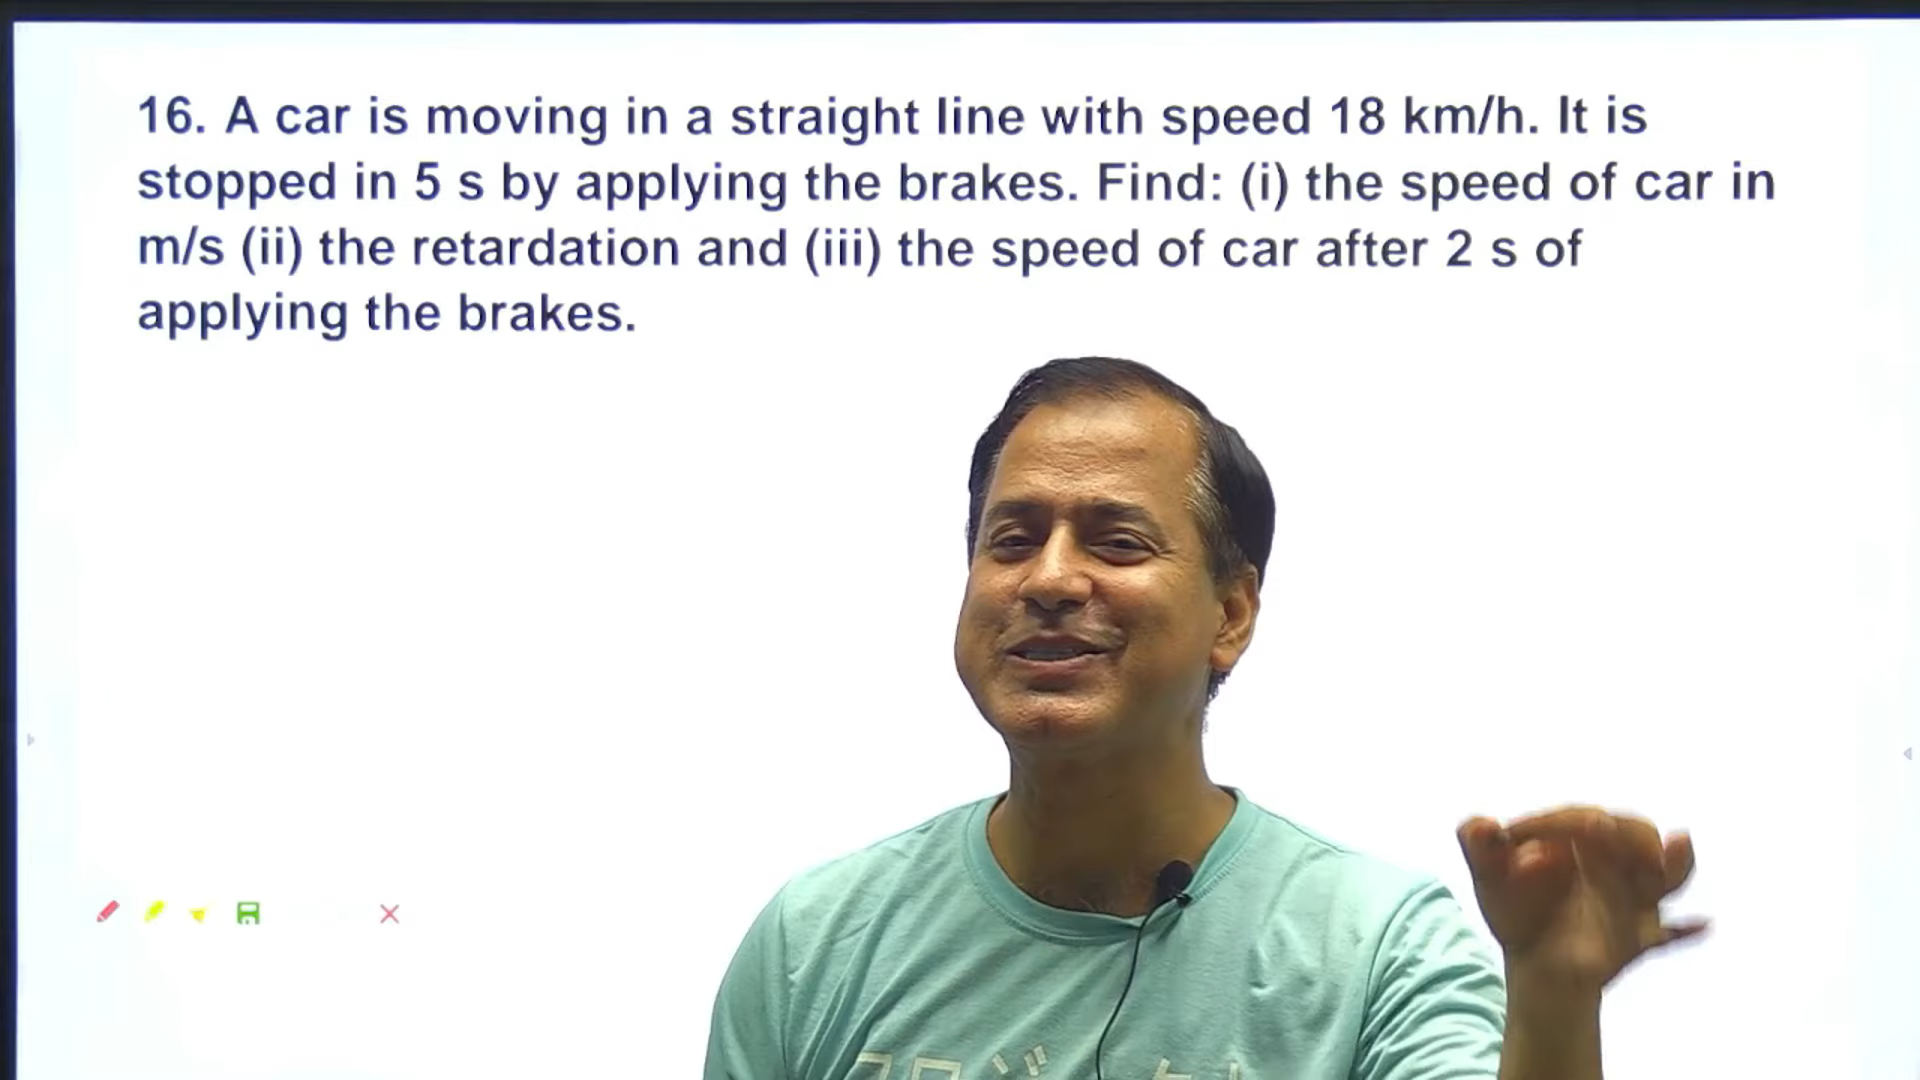 16. A car is moving in a straight line with speed 18 km/h. It is
stopped in 5 s by applying the brakes. Find: (i) the speed of car in
m/s (ii) the retardation and (iii) the speed of car after 2 s of
applying the brakes.